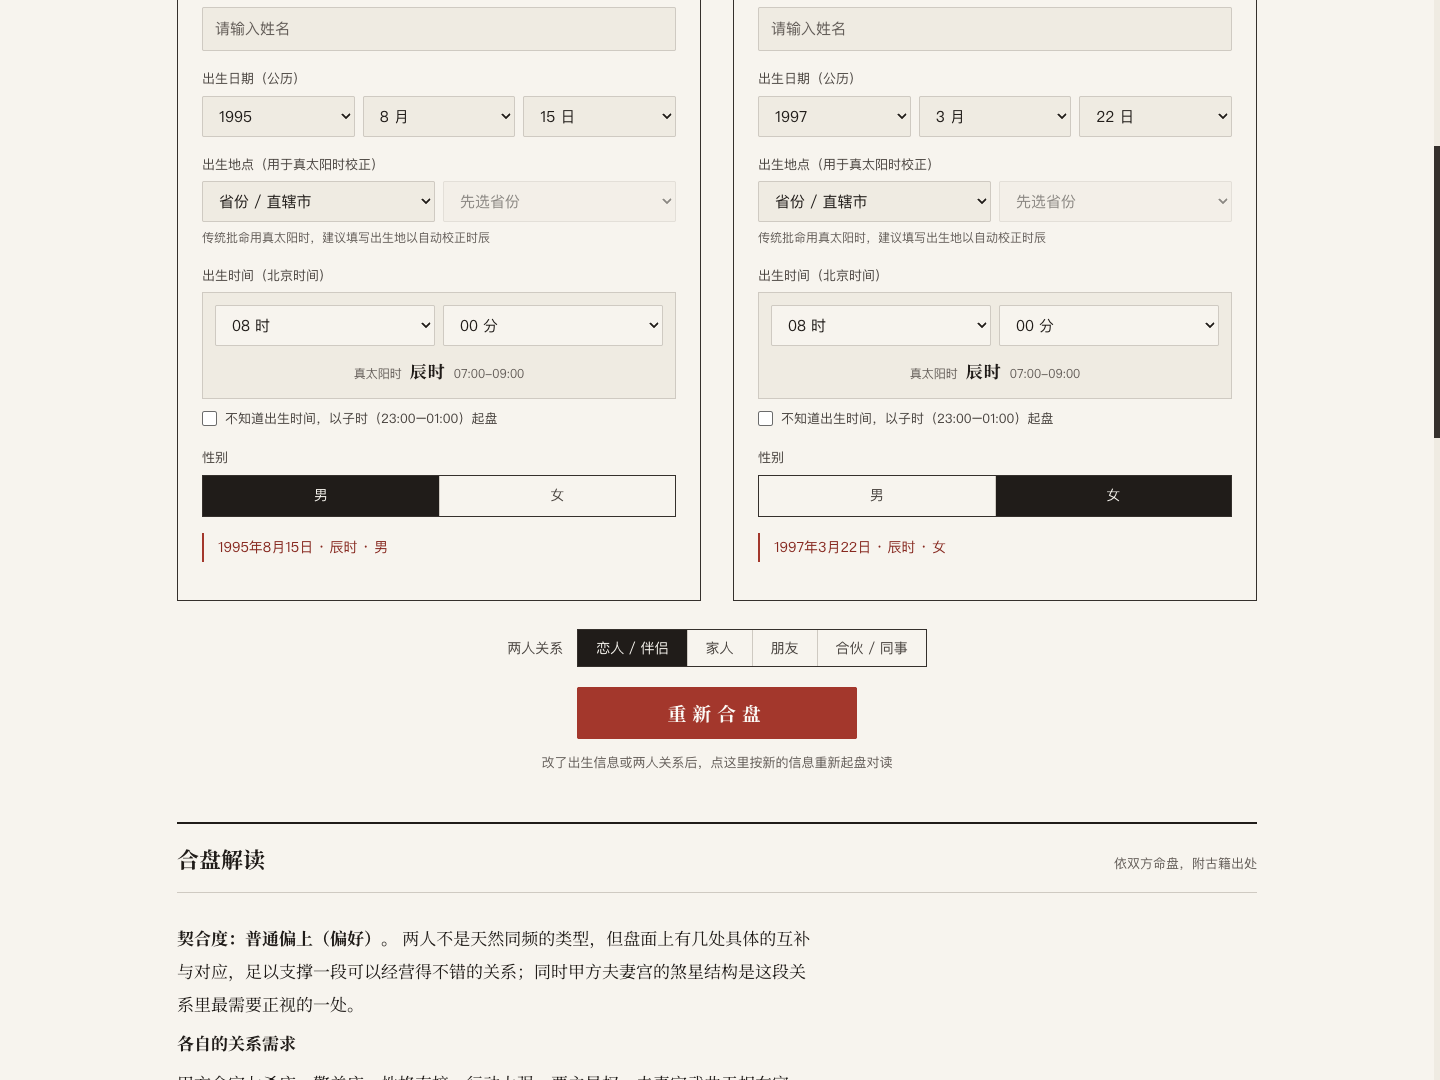 请输入姓名
出生日期（公历）
1995 8 月 15 日
出生地点（用于真太阳时校正）
省份 / 直辖市 先选省份
传统批命用真太阳时，建议填写出生地以自动校正时辰
出生时间（北京时间）
08 时 00 分
真太阳时 辰时 07:00–09:00
不知道出生时间，以子时（23:00—01:00）起盘
性别
男 女
1995年8月15日 · 辰时 · 男
请输入姓名
出生日期（公历）
1997 3 月 22 日
出生地点（用于真太阳时校正）
省份 / 直辖市 先选省份
传统批命用真太阳时，建议填写出生地以自动校正时辰
出生时间（北京时间）
08 时 00 分
真太阳时 辰时 07:00–09:00
不知道出生时间，以子时（23:00—01:00）起盘
性别
男 女
1997年3月22日 · 辰时 · 女
两人关系 恋人 / 伴侣 家人 朋友 合伙 / 同事
重新合盘
改了出生信息或两人关系后，点这里按新的信息重新起盘对读
合盘解读 依双方命盘，附古籍出处
契合度：普通偏上（偏好）。 两人不是天然同频的类型，但盘面上有几处具体的互补
与对应，足以支撑一段可以经营得不错的关系；同时甲方夫妻宫的煞星结构是这段关
系里最需要正视的一处。
各自的关系需求